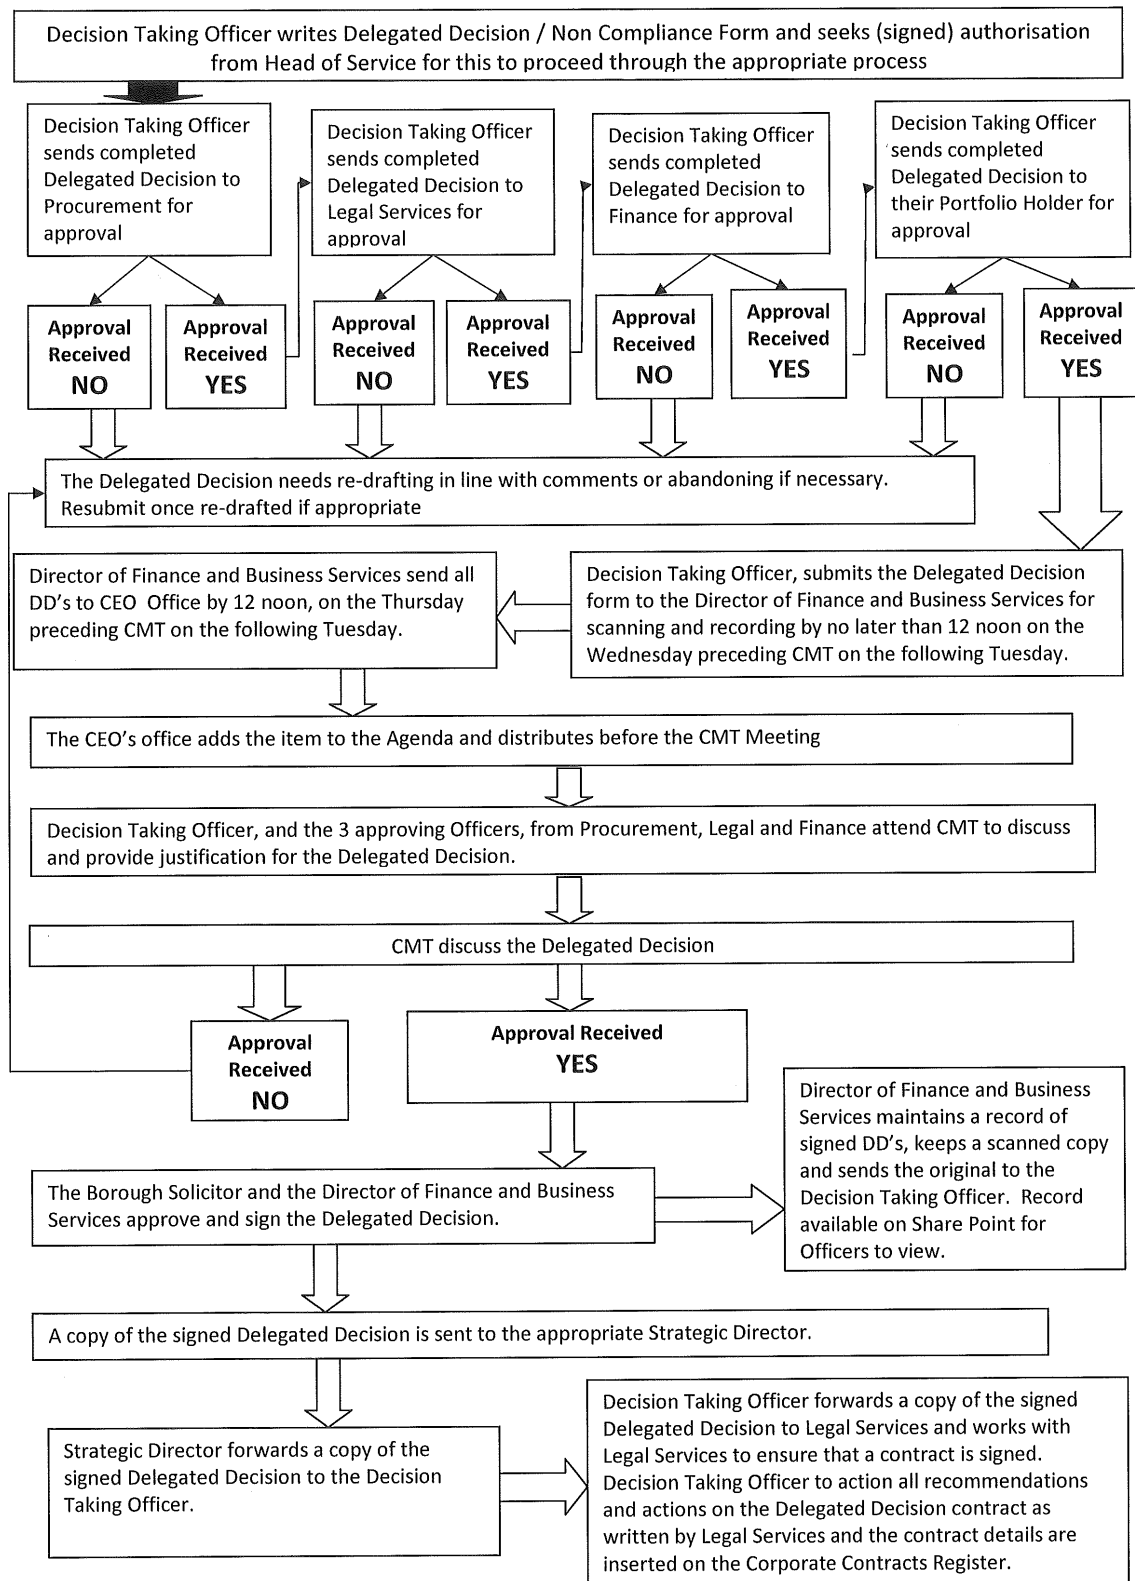 Decision Taking Officer writes Delegated Decision / Non Compliance Form and seeks (signed) authorisation
from Head of Service for this to proceed through the appropriate process
Decision Taking Officer
sends completed
Delegated Decision to
Procurement for
approval
Decision Taking Officer
sends completed
Delegated Decision to
Legal Services for
approval
Decision Taking Officer
sends completed
Delegated Decision to
Finance for approval
Decision Taking Officer
sends completed
Delegated Decision to
their Portfolio Holder for
approval
Approval
Received
NO
Approval
Received
YES
Approval
Received
NO
Approval
Received
YES
Approval
Received
NO
Approval
Received
YES
Approval
Received
NO
Approval
Received
YES
The Delegated Decision needs re-drafting in line with comments or abandoning if necessary.
Resubmit once re-drafted if appropriate
Decision Taking Officer, submits the Delegated Decision
form to the Director of Finance and Business Services for
scanning and recording by no later than 12 noon on the
Wednesday preceding CMT on the following Tuesday.
Director of Finance and Business Services send all
DD's to CEO Office by 12 noon, on the Thursday
preceding CMT on the following Tuesday.
The CEO's office adds the item to the Agenda and distributes before the CMT Meeting
Decision Taking Officer, and the 3 approving Officers, from Procurement, Legal and Finance attend CMT to discuss
and provide justification for the Delegated Decision.
CMT discuss the Delegated Decision
Approval
Received
NO
Approval Received
YES
The Borough Solicitor and the Director of Finance and Business
Services approve and sign the Delegated Decision.
Director of Finance and Business
Services maintains a record of
signed DD's, keeps a scanned copy
and sends the original to the
Decision Taking Officer. Record
available on Share Point for
Officers to view.
A copy of the signed Delegated Decision is sent to the appropriate Strategic Director.
Strategic Director forwards a copy of the
signed Delegated Decision to the Decision
Taking Officer.
Decision Taking Officer forwards a copy of the signed
Delegated Decision to Legal Services and works with
Legal Services to ensure that a contract is signed.
Decision Taking Officer to action all recommendations
and actions on the Delegated Decision contract as
written by Legal Services and the contract details are
inserted on the Corporate Contracts Register.